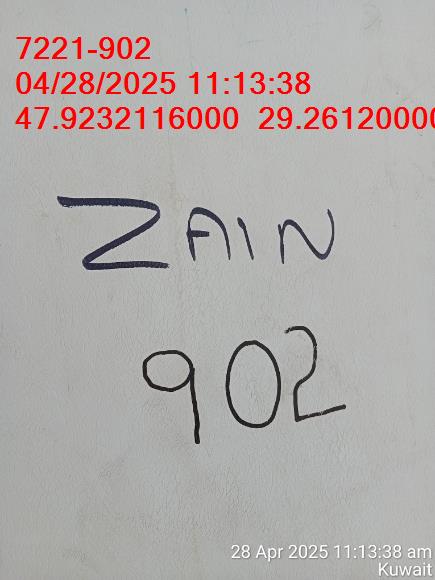 7221-902
04/28/2025 11:13:38
47.9232116000 29.26120000
ZAIN
902
28 Apr 2025 11:13:38 am
Kuwait